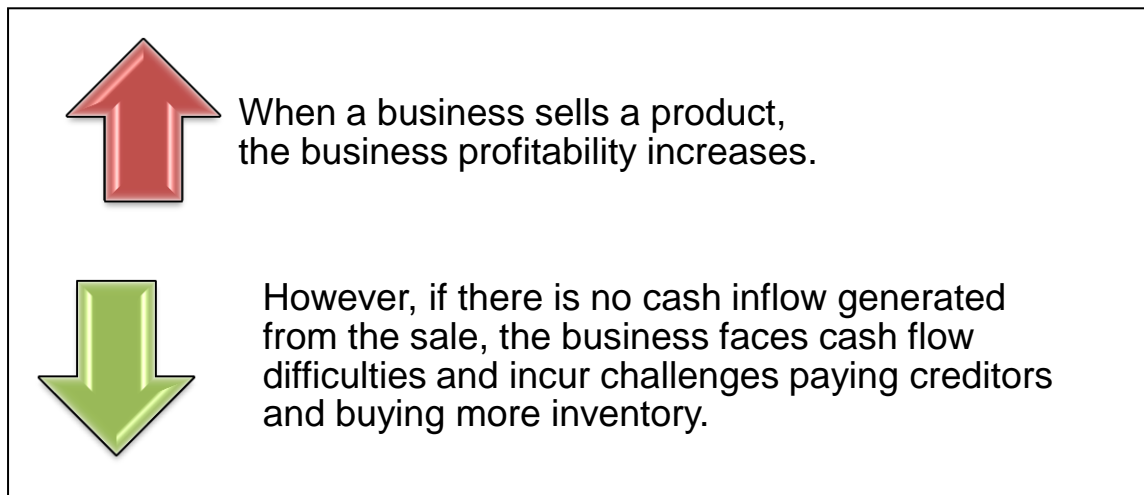 When a business sells a product,
the business profitability increases.
However, if there is no cash inflow generated
from the sale, the business faces cash flow
difficulties and incur challenges paying creditors
and buying more inventory.